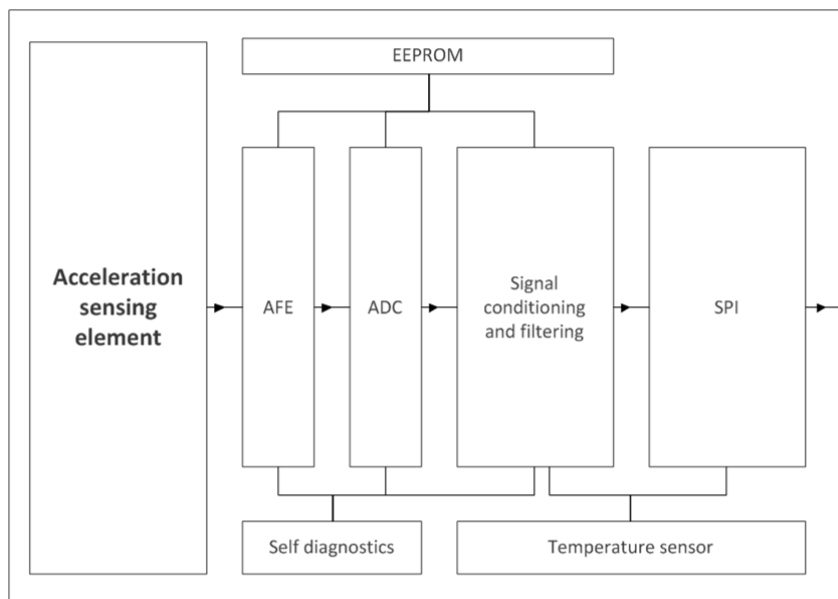 EEPROM
Acceleration
sensing
element
AFE
ADC
Signal
conditioning
and filtering
SPI
Self diagnostics
Temperature sensor